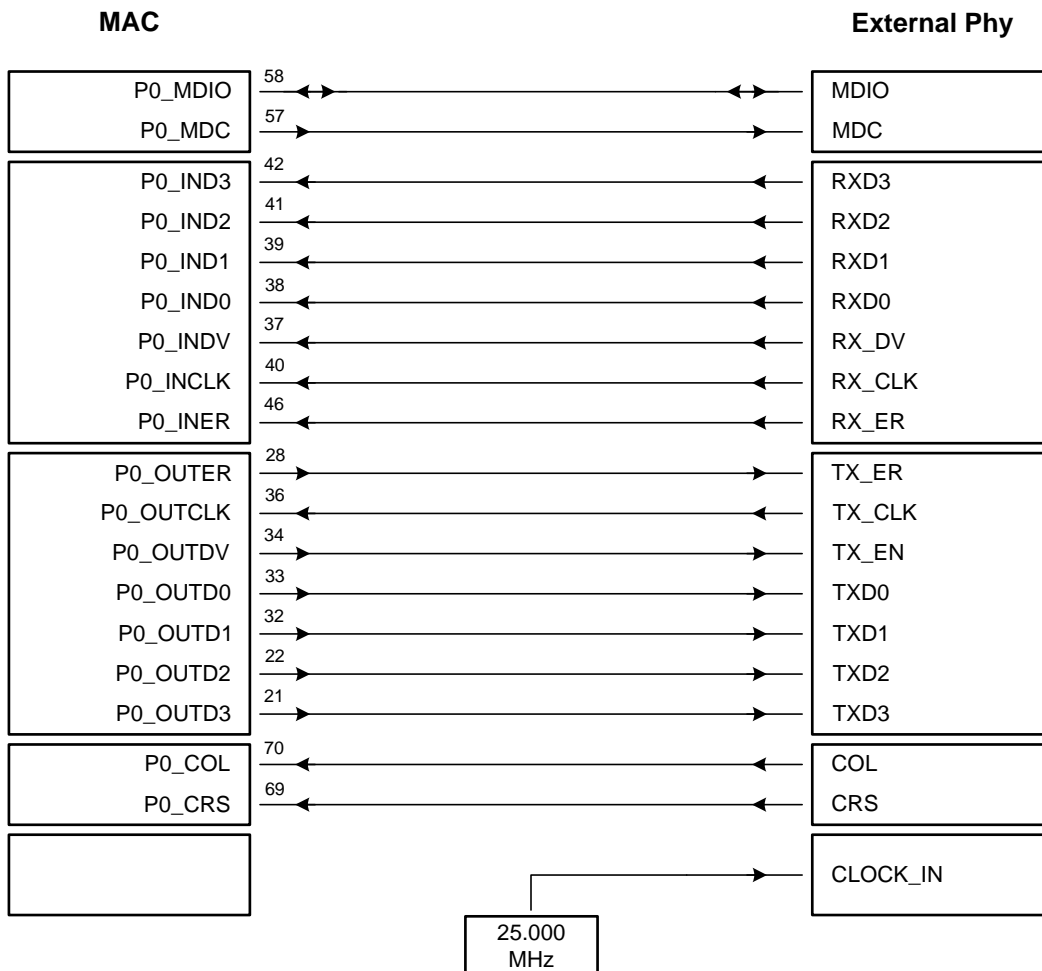 MAC External Phy
P0_MDIO 58 MDIO
P0_MDC 57 MDC
P0_IND3 42 RXD3
P0_IND2 41 RXD2
P0_IND1 39 RXD1
P0_IND0 38 RXD0
P0_INDV 37 RX_DV
P0_INCLK 40 RX_CLK
P0_INER 46 RX_ER
P0_OUTER 28 TX_ER
P0_OUTCLK 36 TX_CLK
P0_OUTDV 34 TX_EN
P0_OUTD0 33 TXD0
P0_OUTD1 32 TXD1
P0_OUTD2 22 TXD2
P0_OUTD3 21 TXD3
P0_COL 70 COL
P0_CRS 69 CRS
CLOCK_IN
25.000
MHz